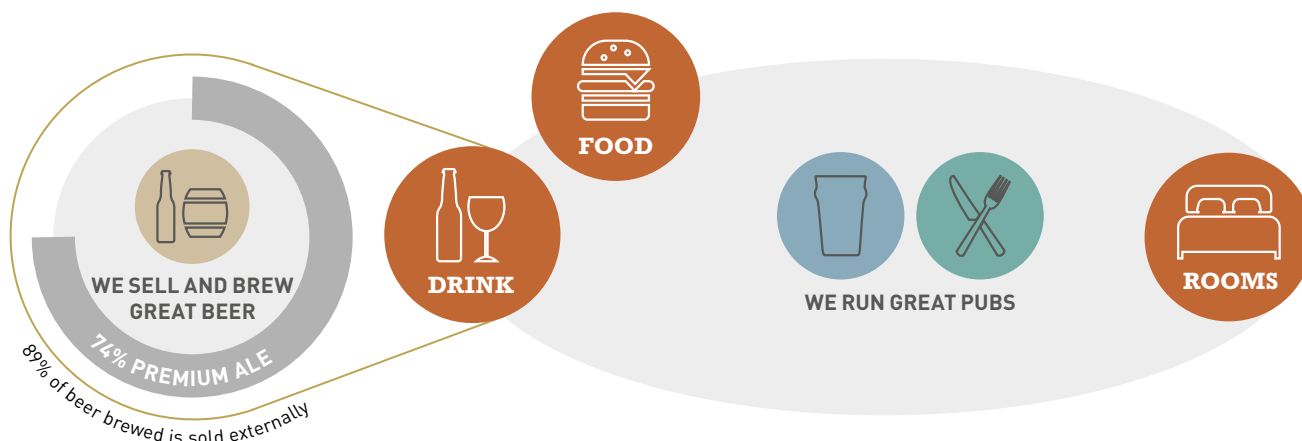 FOOD
DRINK
ROOMS
WE SELL AND BREW
GREAT BEER
74% PREMIUM ALE
89% of beer brewed is sold externally
WE RUN GREAT PUBS